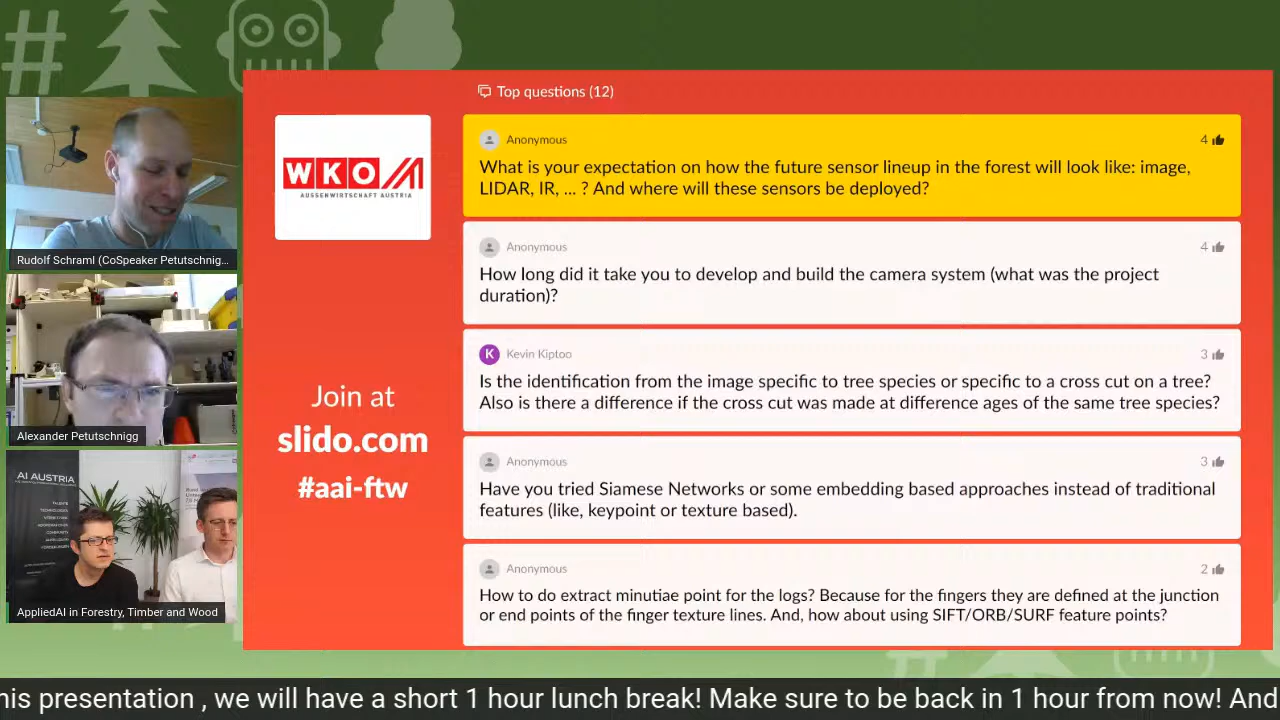 #
Top questions (12)
WKO
AUSSENWIRTSCHAFT AUSTRIA
Anonymous
4
What is your expectation on how the future sensor lineup in the forest will look like: image,
LIDAR, IR, ... ? And where will these sensors be deployed?
Anonymous
4
How long did it take you to develop and build the camera system (what was the project
duration)?
K
Kevin Kiptoo
3
Is the identification from the image specific to tree species or specific to a cross cut on a tree?
Also is there a difference if the cross cut was made at difference ages of the same tree species?
Anonymous
3
Have you tried Siamese Networks or some embedding based approaches instead of traditional
features (like, keypoint or texture based).
Anonymous
2
How to do extract minutiae point for the logs? Because for the fingers they are defined at the junction
or end points of the finger texture lines. And, how about using SIFT/ORB/SURF feature points?
Join at
slido.com
#aai-ftw
Rudolf Schraml (CoSpeaker Petutschnig...
Alexander Petutschnigg
AI AUSTRIA
AppliedAI in Forestry, Timber and Wood
his presentation , we will have a short 1 hour lunch break! Make sure to be back in 1 hour from now! And